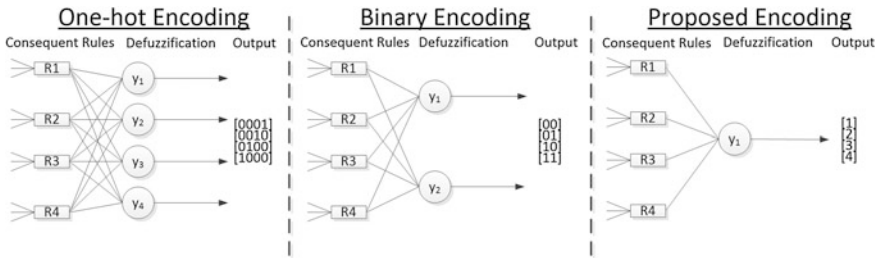 One-hot Encoding
Consequent Rules Defuzzification Output
R1
R2
R3
R4
y₁
y₂
y₃
y₄
[0001]
[0010]
[0100]
[1000]
Binary Encoding
Consequent Rules Defuzzification Output
R1
R2
R3
R4
y₁
y₂
[00]
[01]
[10]
[11]
Proposed Encoding
Consequent Rules Defuzzification Output
R1
R2
R3
R4
y₁
[1]
[2]
[3]
[4]